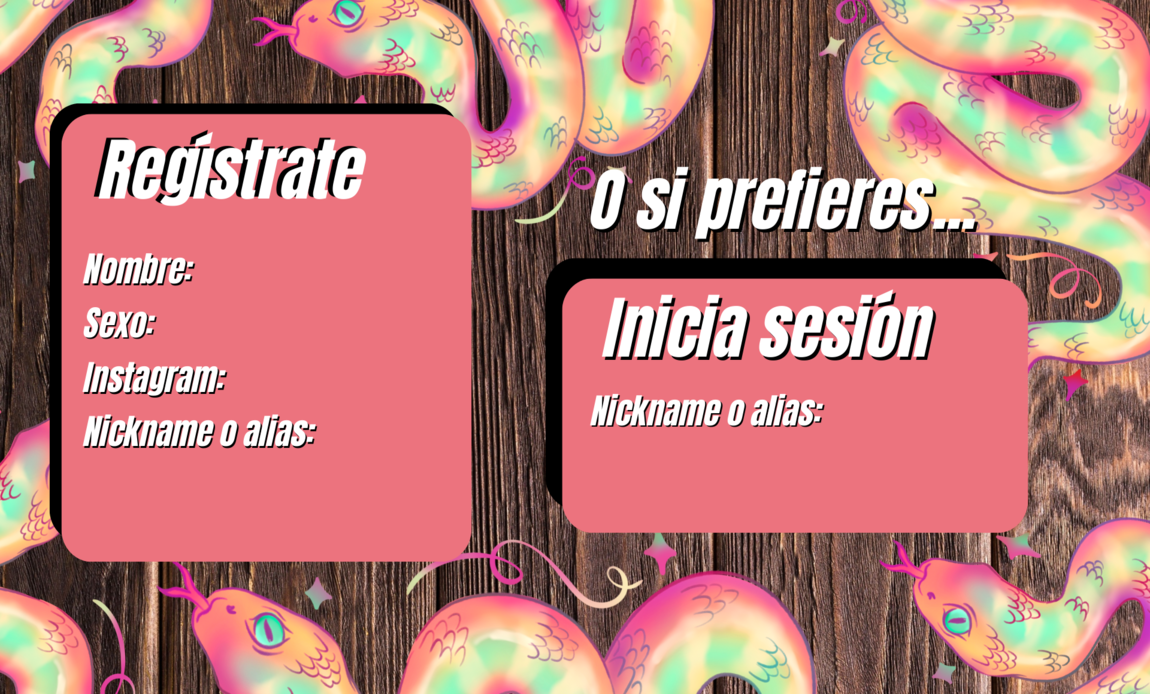 Regístrate
Nombre:
Sexo:
Instagram:
Nickname o alias:
O si prefieres...
Inicia sesión
Nickname o alias: